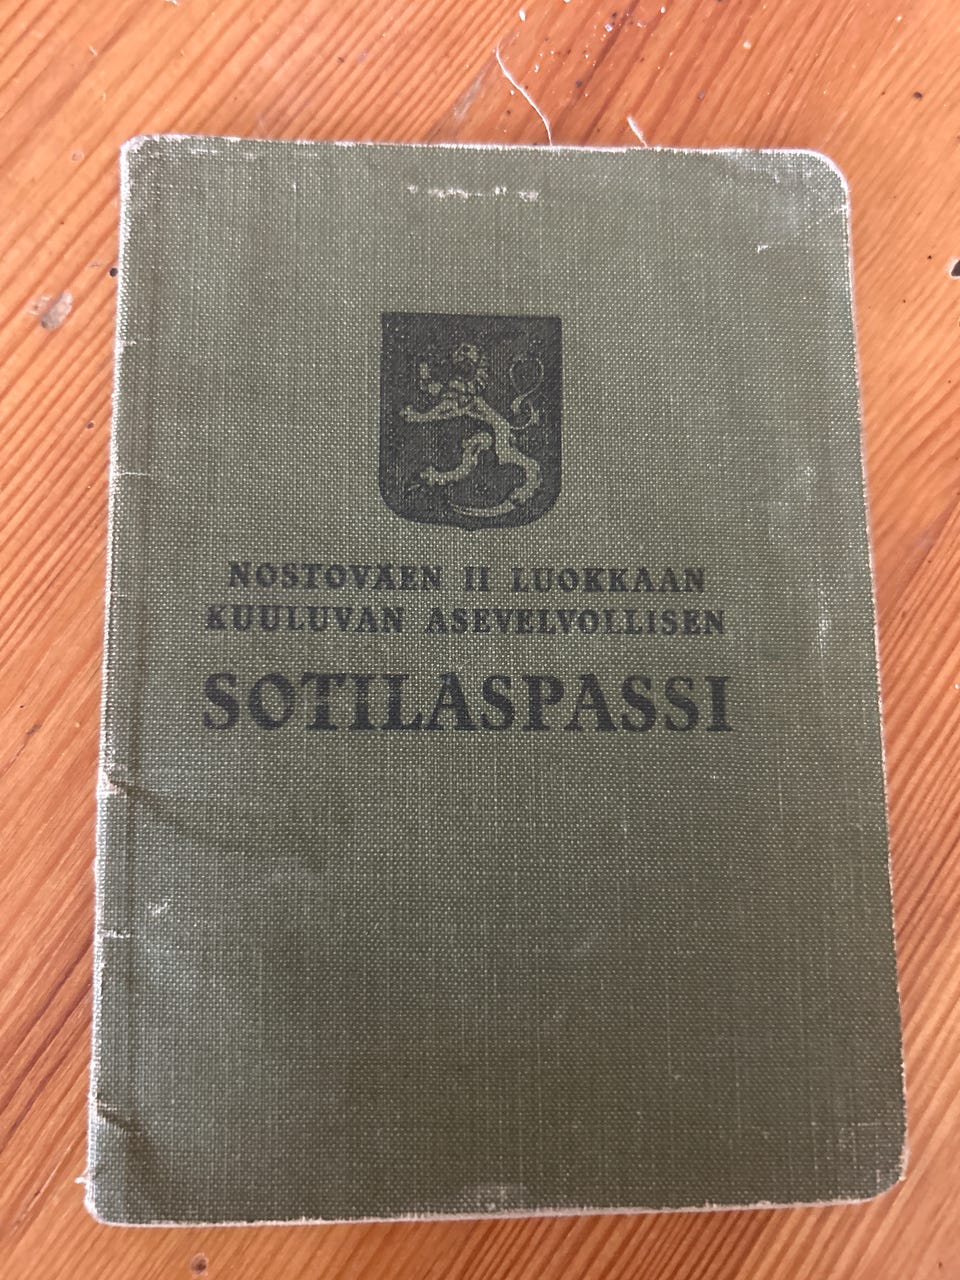 NOSTOVÄEN II LUOKKAAN
KUULUVAN ASEVELVOLLISEN
SOTILASPASSI